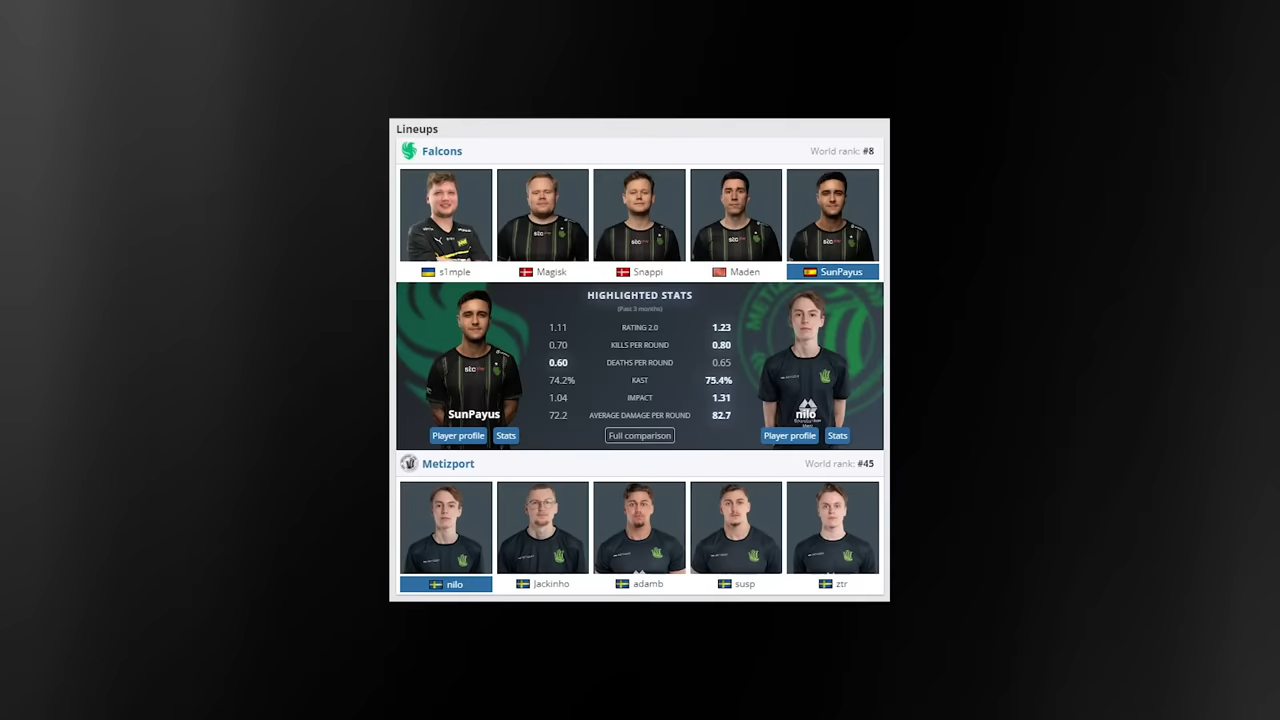 Lineups
Falcons World rank: #8
s1mple Magisk Snappi Maden SunPayus
HIGHLIGHTED STATS
(Past 3 months)
1.11 RATING 2.0 1.23
0.70 KILLS PER ROUND 0.80
0.60 DEATHS PER ROUND 0.65
74.2% KAST 75.4%
1.04 IMPACT 1.31
72.2 AVERAGE DAMAGE PER ROUND 82.7
SunPayus nilo
Player profile Stats Full comparison Player profile Stats
Metizport World rank: #45
nilo Jackinho adamb susp ztr